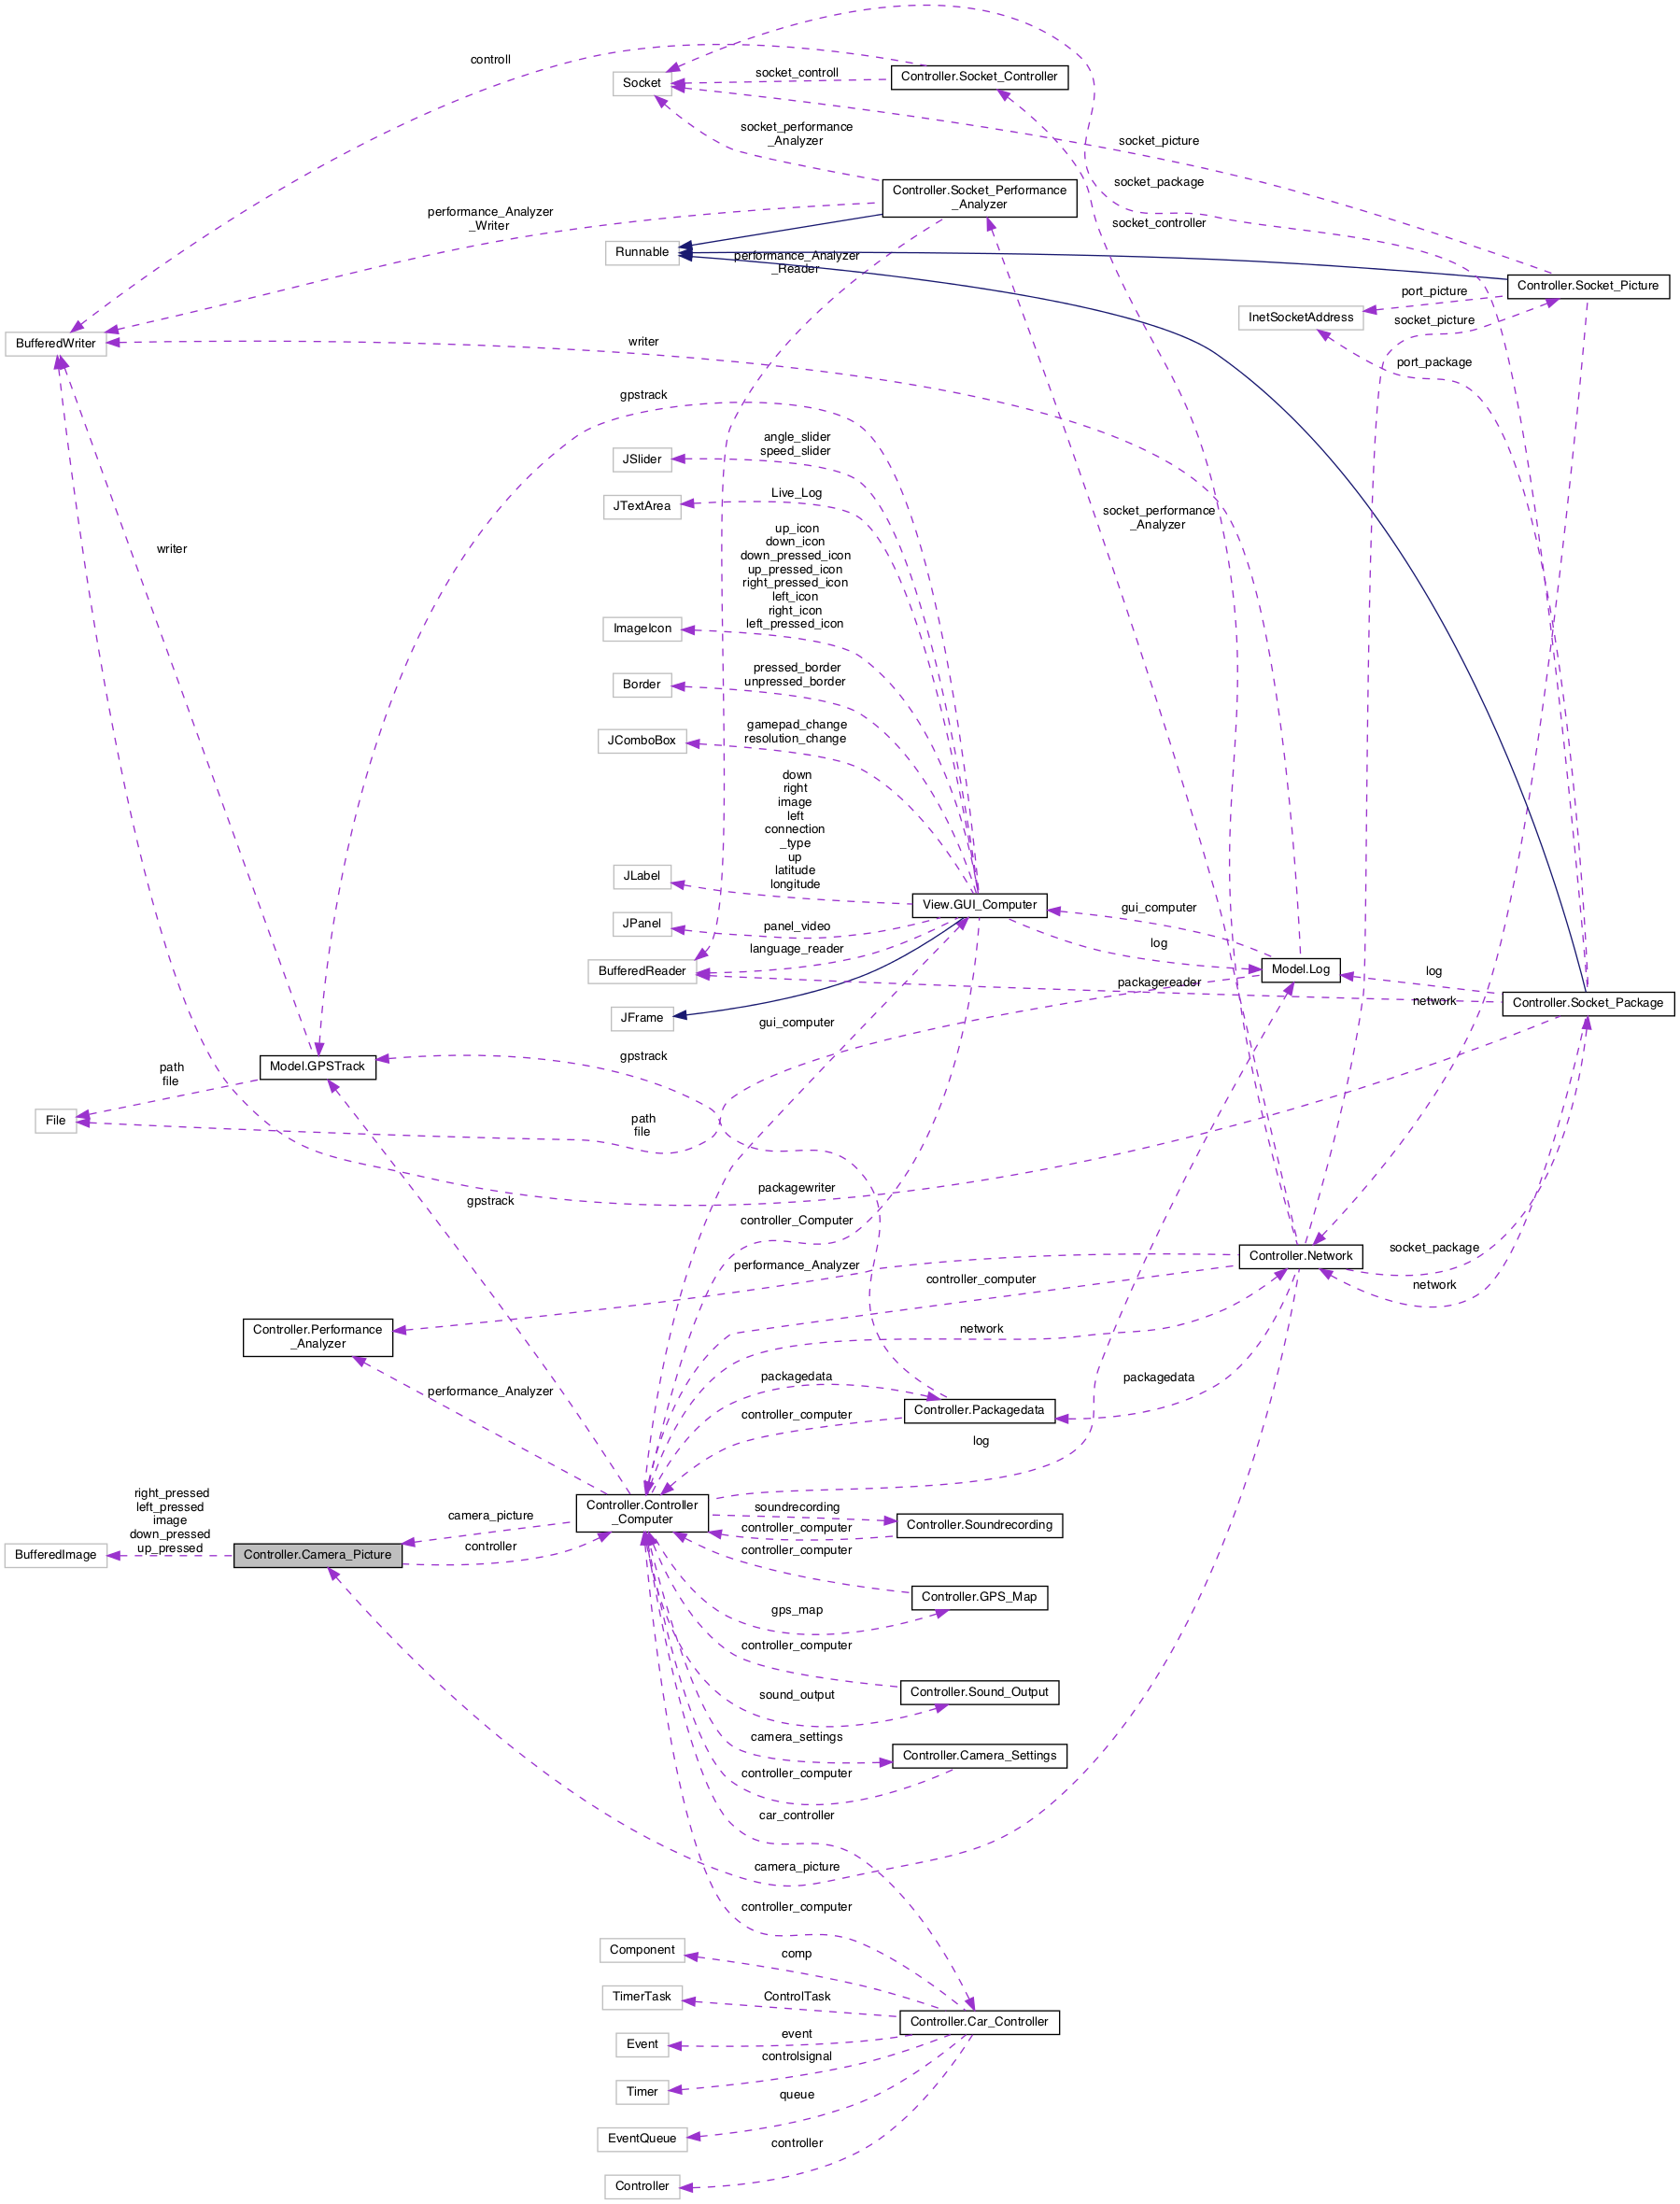 controll
Socket
socket_controll
Controller.Socket_Controller
socket_performance
_Analyzer
socket_picture
socket_package
Controller.Socket_Performance
_Analyzer
performance_Analyzer
_Writer
socket_controller
Runnable
performance_Analyzer
_Reader
Controller.Socket_Picture
port_picture
InetSocketAddress
socket_picture
BufferedWriter
writer
port_package
gpstrack
angle_slider
speed_slider
JSlider
Live_Log
JTextArea
socket_performance
_Analyzer
writer
up_icon
down_icon
down_pressed_icon
up_pressed_icon
right_pressed_icon
left_icon
right_icon
left_pressed_icon
ImageIcon
pressed_border
unpressed_border
Border
gamepad_change
resolution_change
JComboBox
down
right
image
left
connection
_type
up
latitude
longitude
JLabel
View.GUI_Computer
gui_computer
JPanel
panel_video
language_reader
log
BufferedReader
Model.Log
log
packagereader
network
Controller.Socket_Package
JFrame
gui_computer
gpstrack
Model.GPSTrack
path
file
File
path
file
packagewriter
gpstrack
controller_Computer
Controller.Network
socket_package
performance_Analyzer
controller_computer
network
network
Controller.Performance
_Analyzer
packagedata
packagedata
performance_Analyzer
Controller.Packagedata
controller_computer
log
right_pressed
left_pressed
image
down_pressed
up_pressed
BufferedImage
Controller.Camera_Picture
camera_picture
controller
Controller.Controller
_Computer
soundrecording
Controller.Soundrecording
controller_computer
controller_computer
Controller.GPS_Map
gps_map
controller_computer
Controller.Sound_Output
sound_output
camera_settings
Controller.Camera_Settings
controller_computer
car_controller
camera_picture
controller_computer
Component
comp
TimerTask
ControlTask
Controller.Car_Controller
Event
event
controlsignal
Timer
queue
EventQueue
controller
Controller